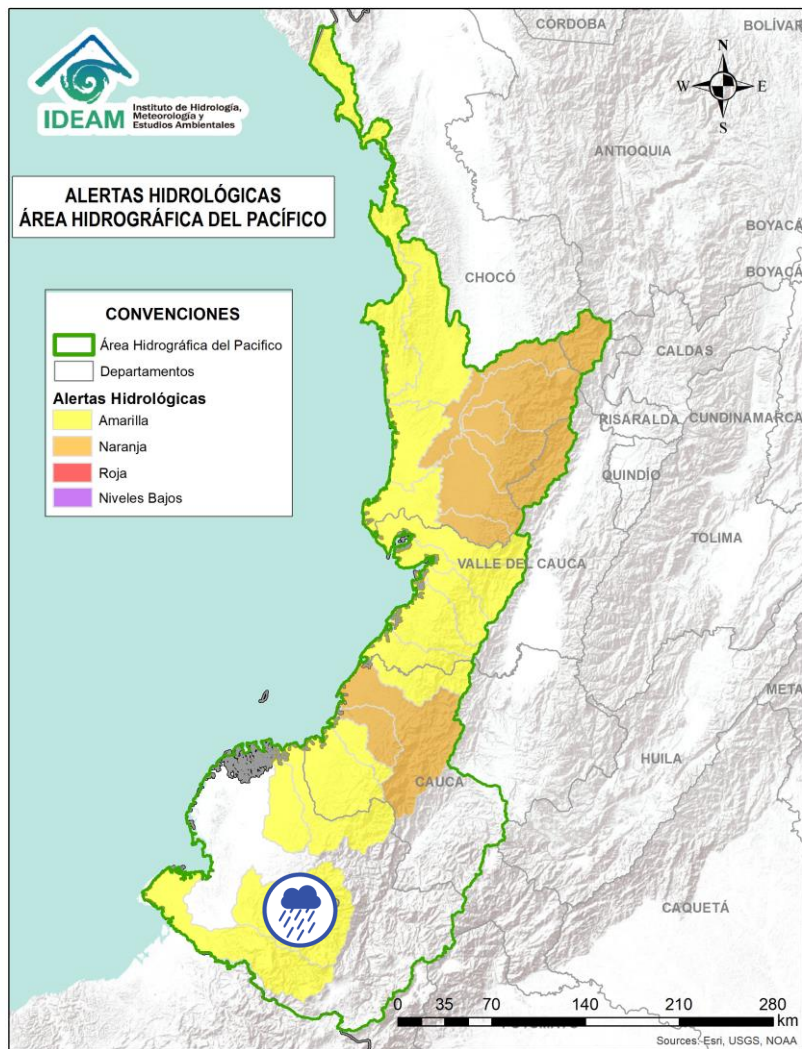 CÓRDOBA
BOLÍVAR
IDEAM
Instituto de Hidrología,
Meteorología y
Estudios Ambientales
N
W E
S
ANTIOQUIA
ALERTAS HIDROLÓGICAS
ÁREA HIDROGRÁFICA DEL PACÍFICO
BOYACÁ
BOYACÁ
CHOCÓ
CONVENCIONES
Área Hidrográfica del Pacifico
Departamentos
Alertas Hidrológicas
Amarilla
Naranja
Roja
Niveles Bajos
CALDAS
RISARALDA
CUNDINAMARCA
QUINDÍO
TOLIMA
VALLE DEL CAUCA
META
HUILA
CAUCA
CAQUETÁ
0 35 70 140 210 280
km
Sources: Esri, USGS, NOAA